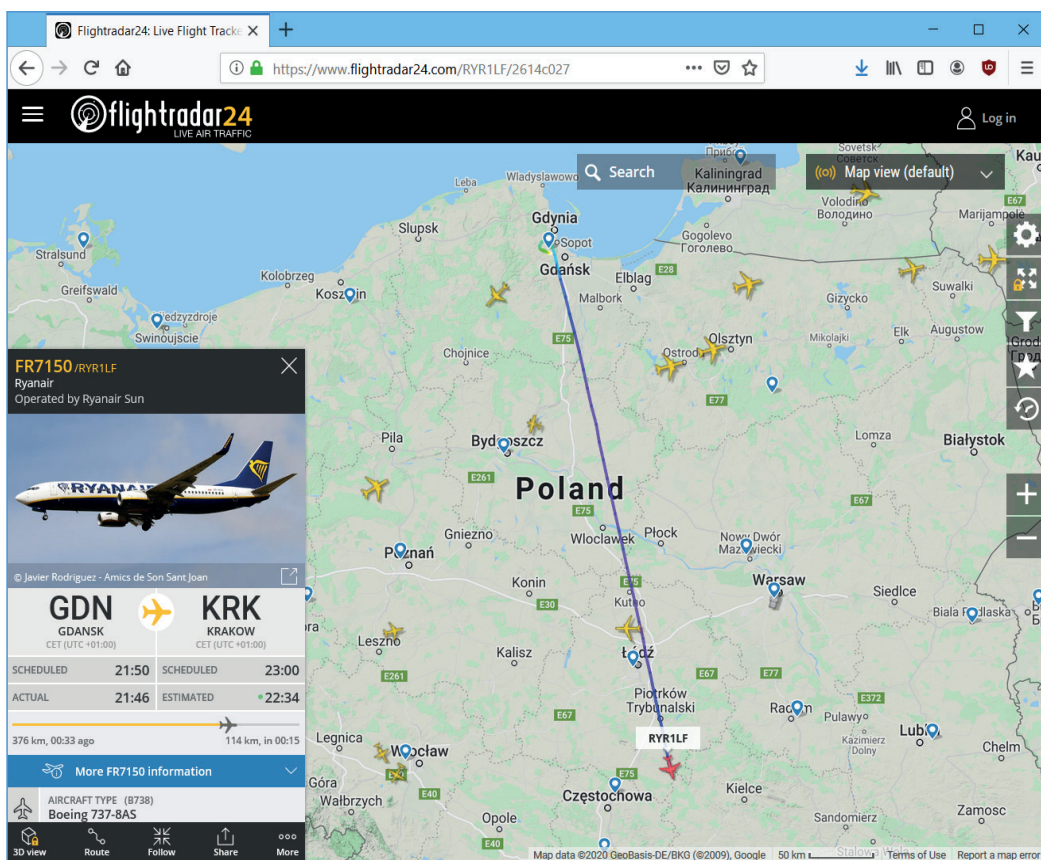 Flightradar24: Live Flight Tracke
https://www.flightradar24.com/RYR1LF/2614c027
flightradar24
LIVE AIR TRAFFIC
Log in
Search
Map view (default)
FR7150 /RYR1LF
Ryanair
Operated by Ryanair Sun
RYANAIR
© Javier Rodriguez - Amics de Son Sant Joan
GDN
GDANSK
CET (UTC +01:00)
KRK
KRAKOW
CET (UTC +01:00)
SCHEDULED 21:50 SCHEDULED 23:00
ACTUAL 21:46 ESTIMATED 22:34
376 km, 00:33 ago 114 km, in 00:15
More FR7150 information
AIRCRAFT TYPE (B738)
Boeing 737-8AS
3D view Route Follow Share More
Leba
Wladyslawowo
Kaliningrad
Калининград
Slupsk
Gdynia
Sopot
Gdańsk
Gogolevo
Гоголево
Volodino
Володино
Marijampolė
E67
Stralsund
Greifswald
Kolobrzeg
Koszalin
Elblag
E28
Malbork
Gizycko
Suwalki
Swinoujscie
E75
Chojnice
Ostroda
Olsztyn
Mikolajki
Elk
Augustow
E77
Pila
Bydgoszcz
Lomza
Białystok
E261
Poland
E75
E67
Gniezno
Wloclawek
Płock
Nowy Dwór
Mazowiecki
Poznań
Konin
E75
Warsaw
Siedlce
E30
Kutno
Biala Podlaska
Leszno
Kalisz
Łódź
E261
E67
E77
Piotrków
Trybunalski
E372
E67
Radom
Pulawy
Legnica
RYR1LF
Kazimierz
Dolny
Lublin
Wrocław
Chelm
E75
Góra
Wałbrzych
E40
Częstochowa
Kielce
Opole
Sandomierz
Zamosc
E40
Stalowa Wola
Map data ©2020 GeoBasis-DE/BKG (©2009), Google 50 km Terms of Use Report a map error